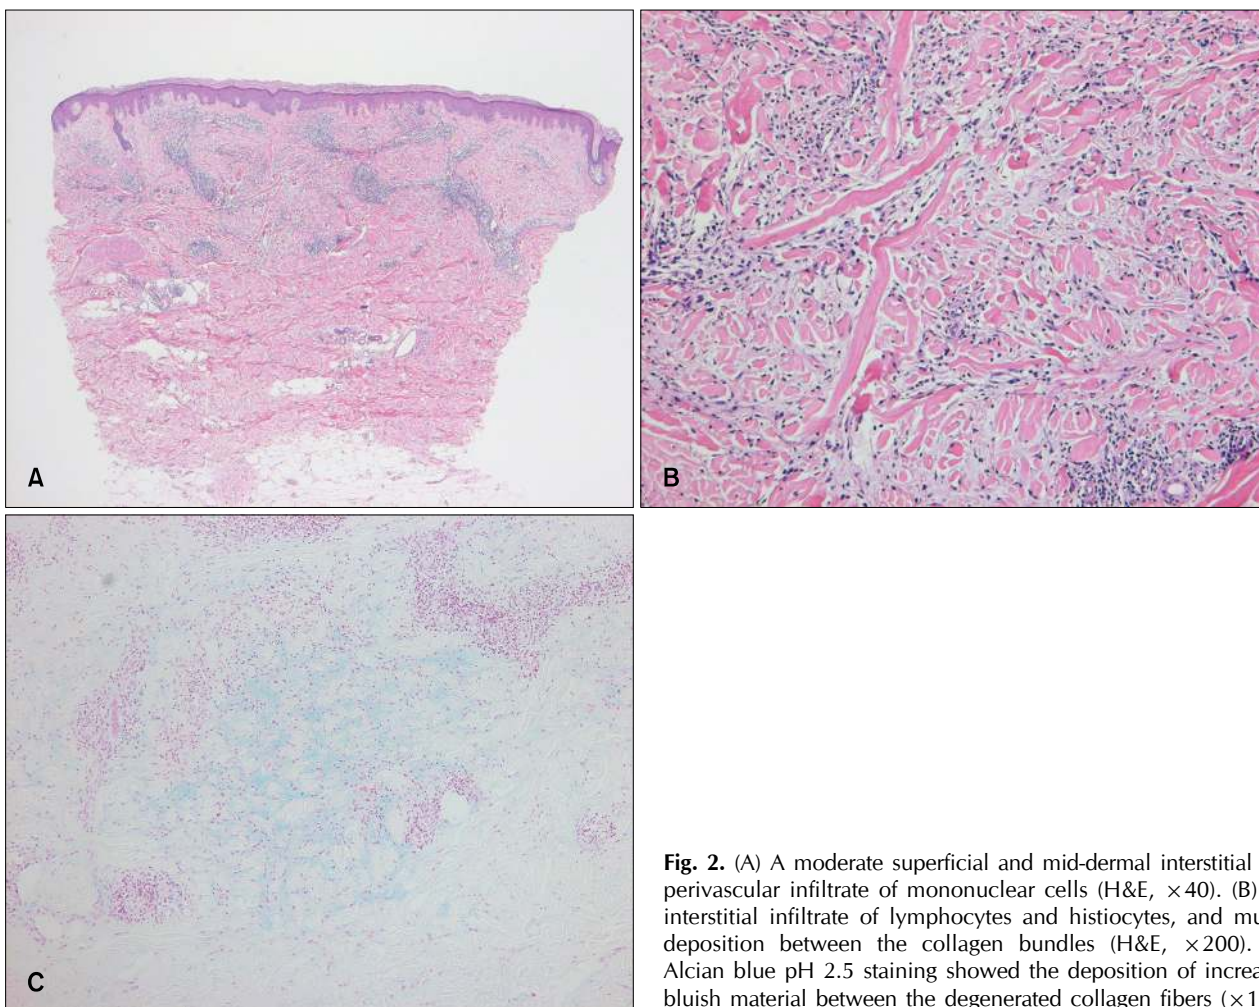 A
B
C
Fig. 2. (A) A moderate superficial and mid-dermal interstitial
perivascular infiltrate of mononuclear cells (H&E, ×40). (B)
interstitial infiltrate of lymphocytes and histiocytes, and
deposition between the collagen bundles (H&E, ×200).
Alcian blue pH 2.5 staining showed the deposition of
bluish material between the degenerated collagen fibers